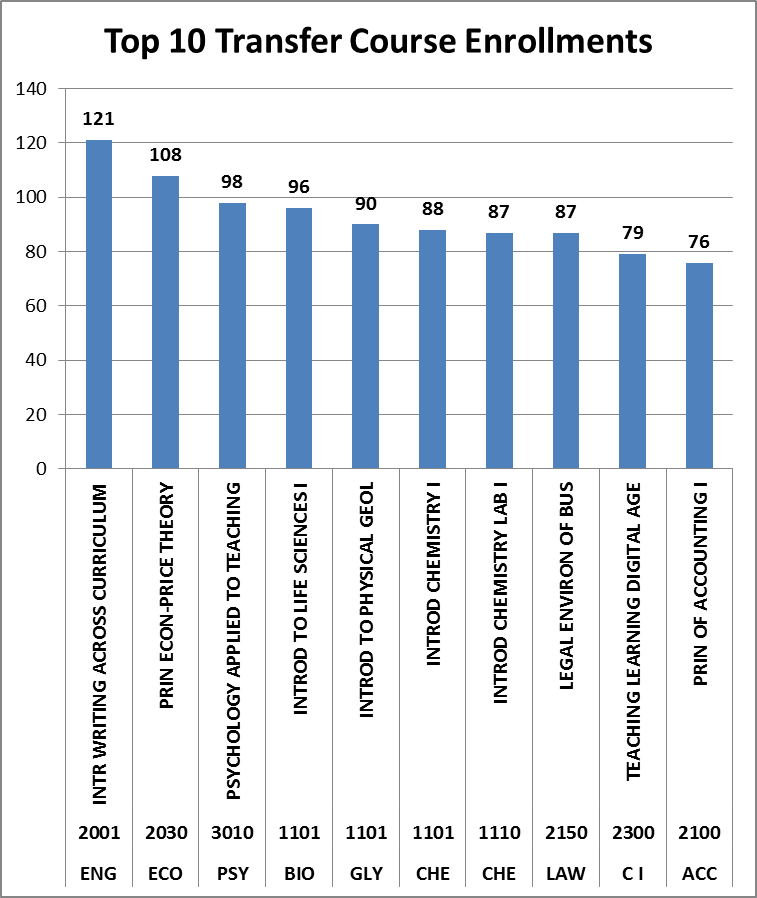 Top 10 Transfer Course Enrollments
140
120
100
80
60
40
20
0
121
108
98
96
90
88
87
87
79
76
INTR WRITING ACROSS CURRICULUM
PRIN ECON-PRICE THEORY
PSYCHOLOGY APPLIED TO TEACHING
INTROD TO LIFE SCIENCES I
INTROD TO PHYSICAL GEOL
INTROD CHEMISTRY I
INTROD CHEMISTRY LAB I
LEGAL ENVIRON OF BUS
TEACHING LEARNING DIGITAL AGE
PRIN OF ACCOUNTING I
2001 2030 3010 1101 1101 1101 1110 2150 2300 2100
ENG ECO PSY BIO GLY CHE CHE LAW C I ACC